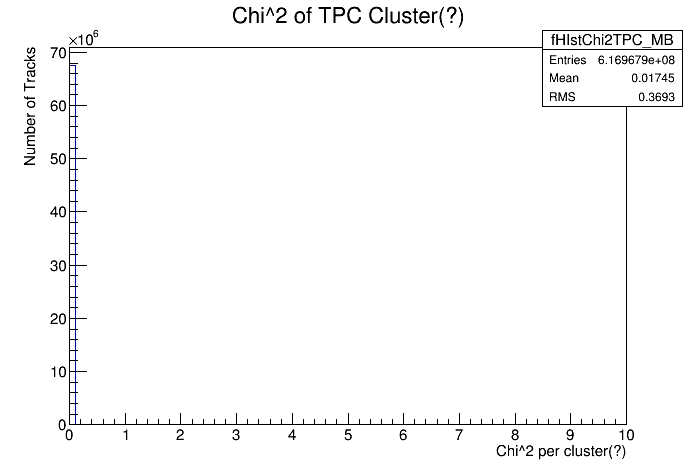 Chi^2 of TPC Cluster(?)
×10^6
fHIstChi2TPC_MB
Entries 6.169679e+08
Mean 0.01745
RMS 0.3693
Number of Tracks
70
60
50
40
30
20
10
0
0 1 2 3 4 5 6 7 8 9 10
Chi^2 per cluster(?)